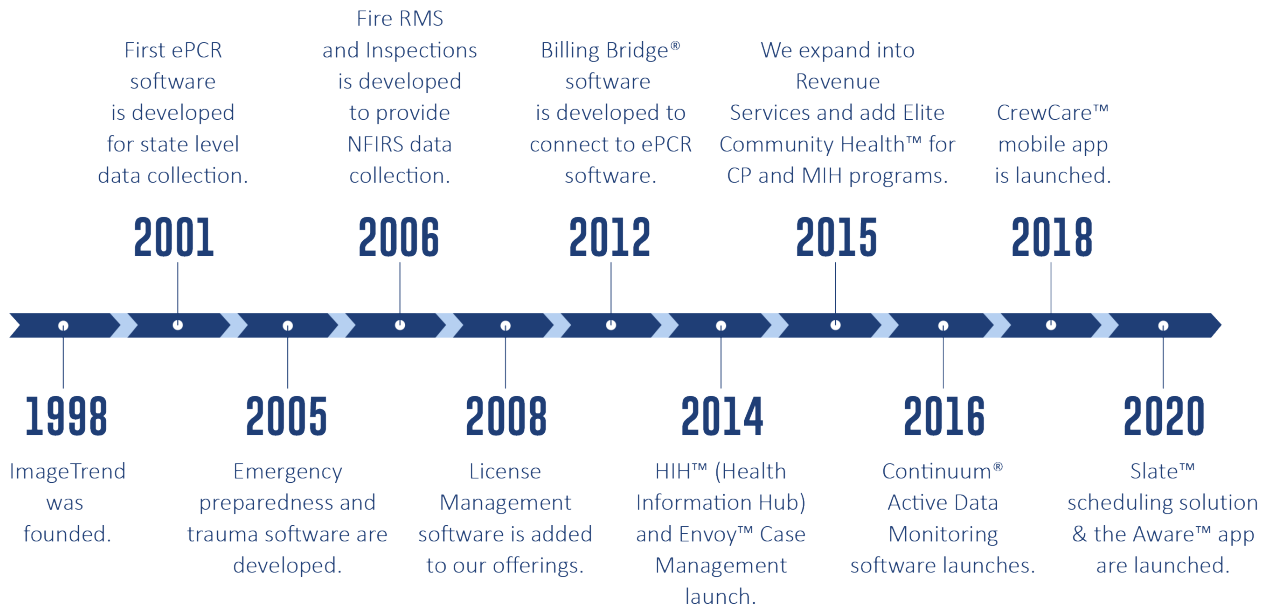 First ePCR
software
is developed
for state level
data collection.
2001
Fire RMS
and Inspections
is developed
to provide
NFIRS data
collection.
2006
Billing Bridge®
software
is developed to
connect to ePCR
software.
2012
We expand into
Revenue
Services and add Elite
Community Health™ for
CP and MIH programs.
2015
CrewCare™
mobile app
is launched.
2018
1998
ImageTrend
was
founded.
2005
Emergency
preparedness and
trauma software are
developed.
2008
License
Management
software is added
to our offerings.
2014
HIH™ (Health
Information Hub)
and Envoy™ Case
Management
launch.
2016
Continuum®
Active Data
Monitoring
software launches.
2020
Slate™
scheduling solution
& the Aware™ app
are launched.